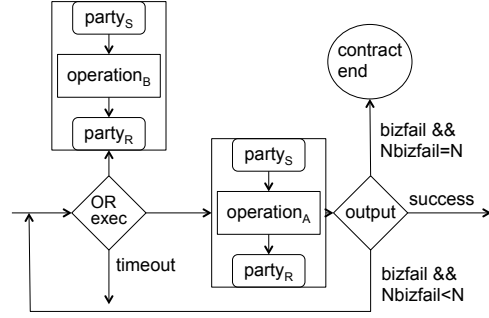 party_S
operation_B
party_R
contract
end
bizfail &&
Nbizfail=N
party_S
OR
exec
operation_A
output
success
timeout
party_R
bizfail &&
Nbizfail<N